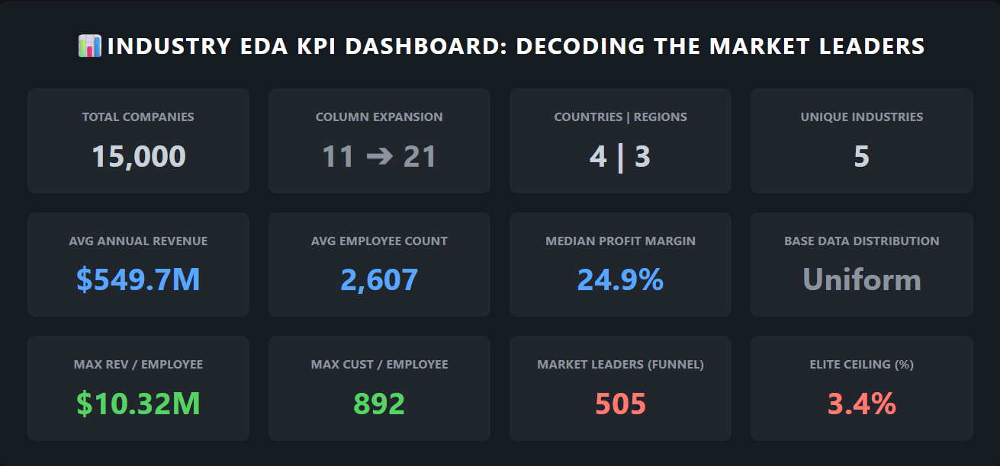 📊 INDUSTRY EDA KPI DASHBOARD: DECODING THE MARKET LEADERS
TOTAL COMPANIES
15,000
COLUMN EXPANSION
11 ➔ 21
COUNTRIES | REGIONS
4 | 3
UNIQUE INDUSTRIES
5
AVG ANNUAL REVENUE
$549.7M
AVG EMPLOYEE COUNT
2,607
MEDIAN PROFIT MARGIN
24.9%
BASE DATA DISTRIBUTION
Uniform
MAX REV / EMPLOYEE
$10.32M
MAX CUST / EMPLOYEE
892
MARKET LEADERS (FUNNEL)
505
ELITE CEILING (%)
3.4%